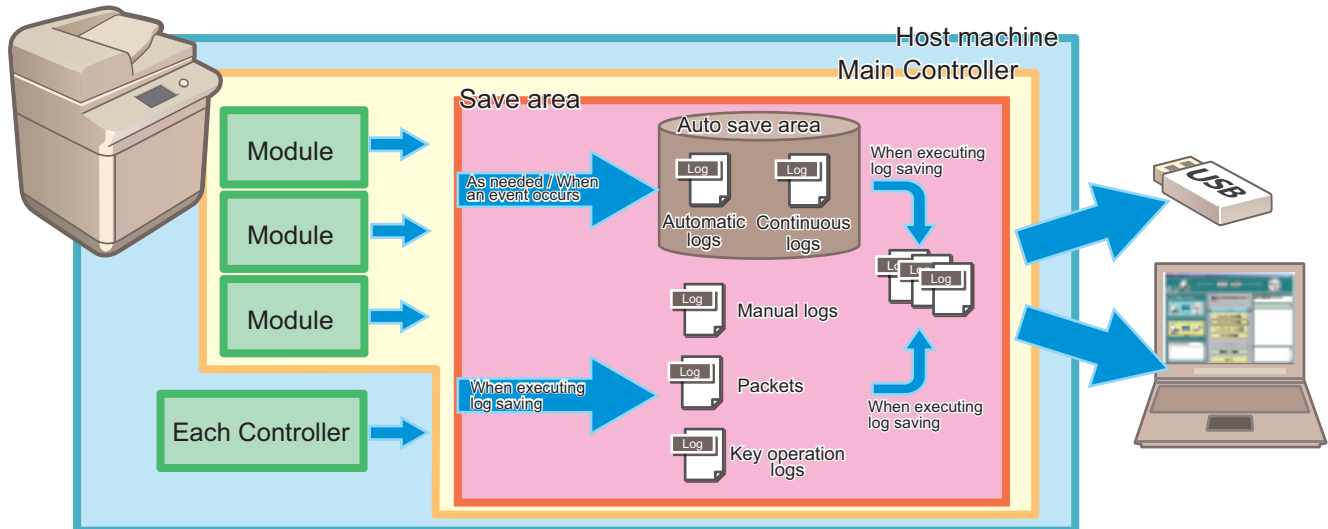 Host machine
Main Controller
Save area
Module
Module
Module
Each Controller
As needed / When
an event occurs
When executing
log saving
Auto save area
Log
Log
Automatic
logs
Continuous
logs
Log
Manual logs
Log
Packets
Log
Key operation
logs
When executing
log saving
Log
Log
Log
When executing
log saving
USB